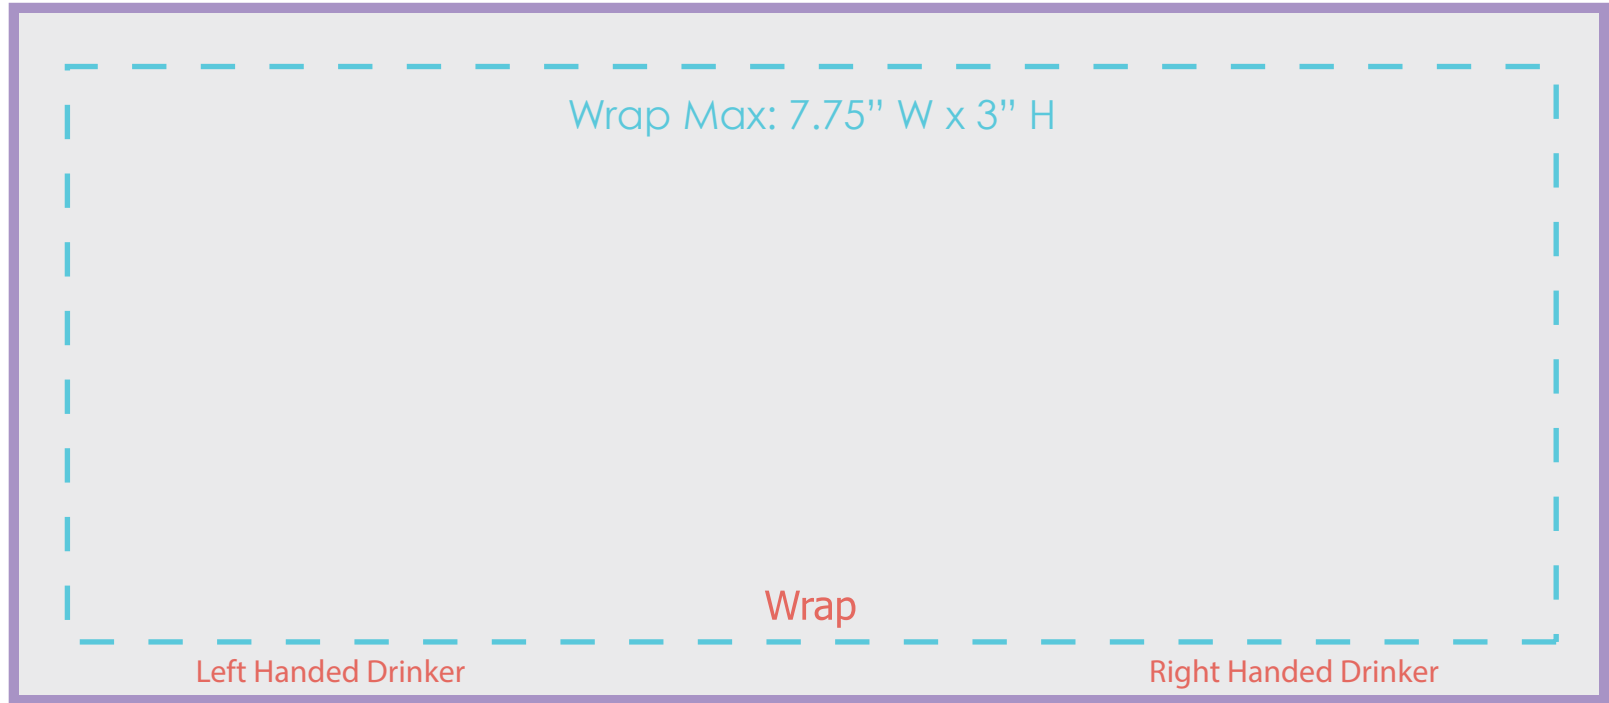 Wrap Max: 7.75” W x 3” H
Wrap
Left Handed Drinker
Right Handed Drinker